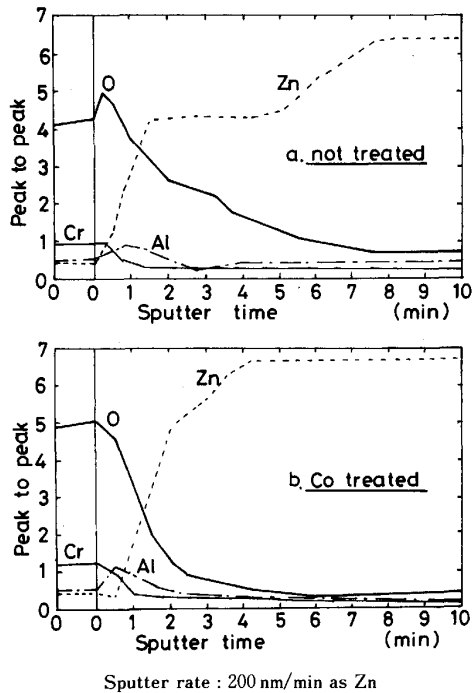 7
6
5
4
3
2
1
0
Peak to peak
O
Zn
Cr
Al
a. not treated
0 0 1 2 3 4 5 6 7 8 9 10
Sputter time (min)
7
6
5
4
3
2
1
0
Peak to peak
O
Zn
Cr
Al
b. Co treated
0 0 1 2 3 4 5 6 7 8 9 10
Sputter time (min)
Sputter rate : 200 nm/min as Zn